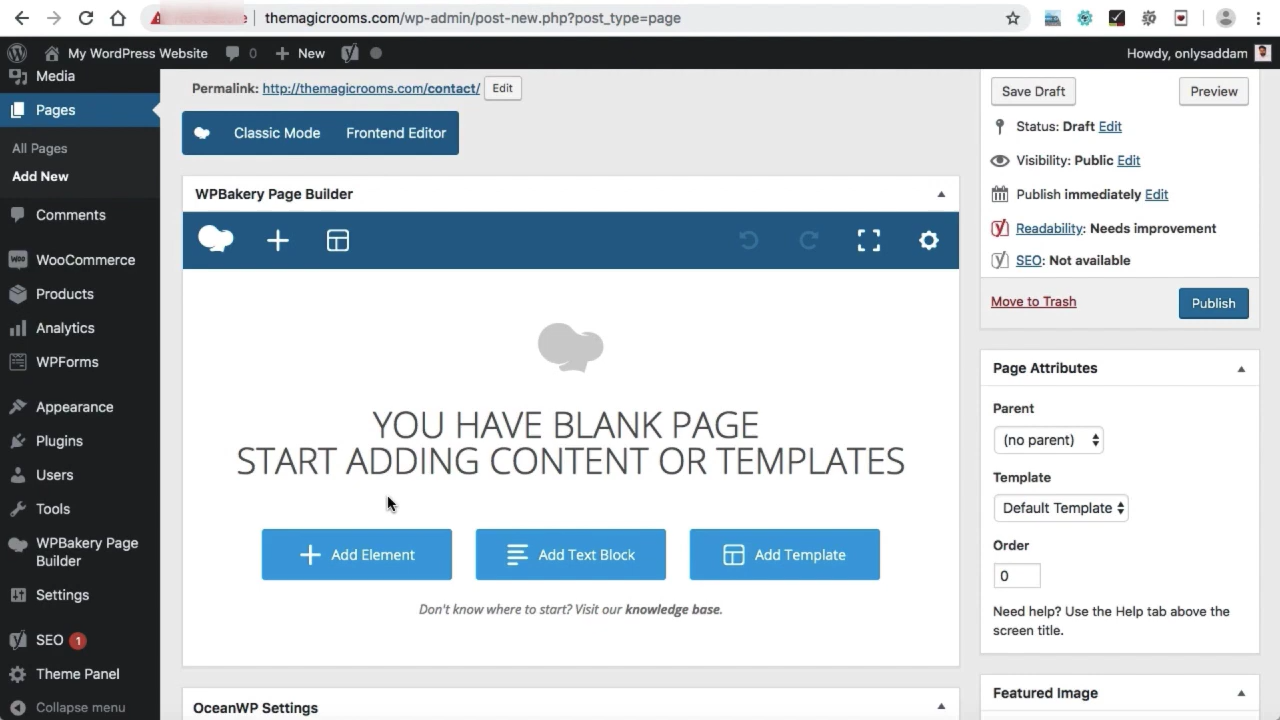 themagicrooms.com/wp-admin/post-new.php?post_type=page
My WordPress Website 0 New
Howdy, onlysaddam
Media
Pages
All Pages
Add New
Comments
WooCommerce
Products
Analytics
WPForms
Appearance
Plugins
Users
Tools
WPBakery Page
Builder
Settings
SEO 1
Theme Panel
Collapse menu
Permalink: http://themagicrooms.com/contact/ Edit
Classic Mode Frontend Editor
WPBakery Page Builder
YOU HAVE BLANK PAGE
START ADDING CONTENT OR TEMPLATES
Add Element Add Text Block Add Template
Don't know where to start? Visit our knowledge base.
OceanWP Settings
Save Draft Preview
Status: Draft Edit
Visibility: Public Edit
Publish immediately Edit
Readability: Needs improvement
SEO: Not available
Move to Trash Publish
Page Attributes
Parent
(no parent)
Template
Default Template
Order
0
Need help? Use the Help tab above the
screen title.
Featured Image